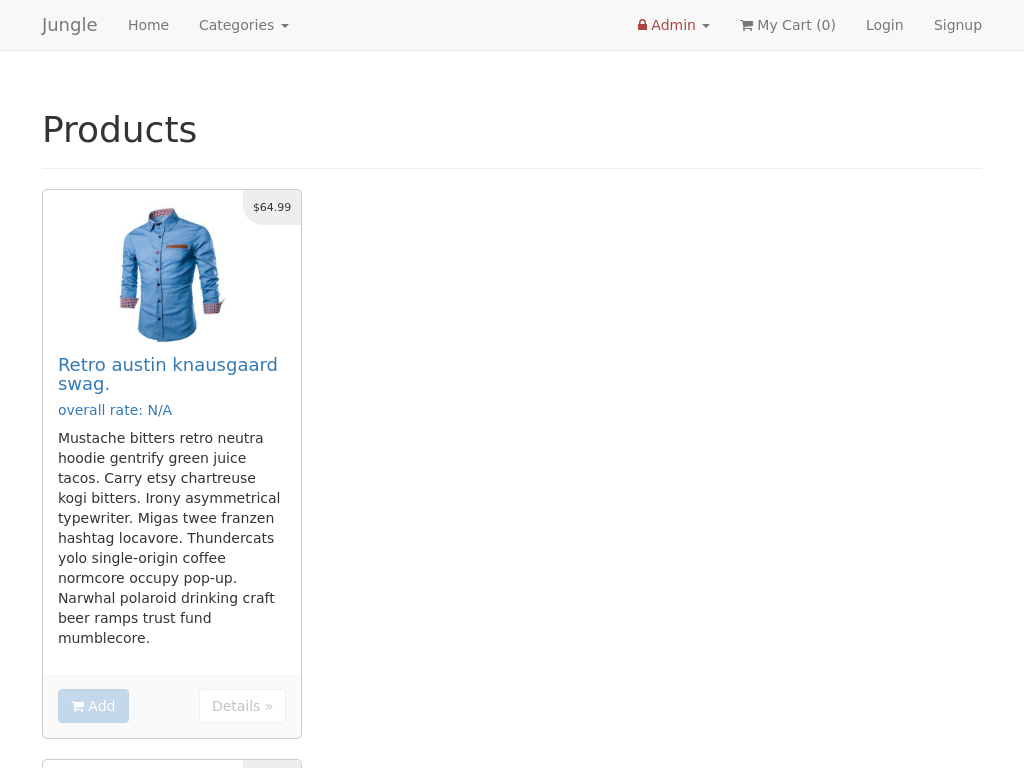 Jungle Home Categories Admin My Cart (0) Login Signup
Products
$64.99
Retro austin knausgaard
swag.
overall rate: N/A
Mustache bitters retro neutra
hoodie gentrify green juice
tacos. Carry etsy chartreuse
kogi bitters. Irony asymmetrical
typewriter. Migas twee franzen
hashtag locavore. Thundercats
yolo single-origin coffee
normcore occupy pop-up.
Narwhal polaroid drinking craft
beer ramps trust fund
mumblecore.
Add Details »